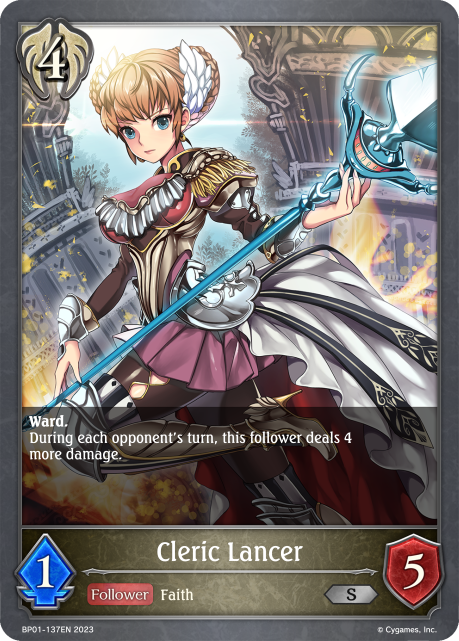 4
Ward.
During each opponent's turn, this follower deals 4
more damage.
Cleric Lancer
1
Follower Faith
S
5
BP01-137EN 2023
© Cygames, Inc.